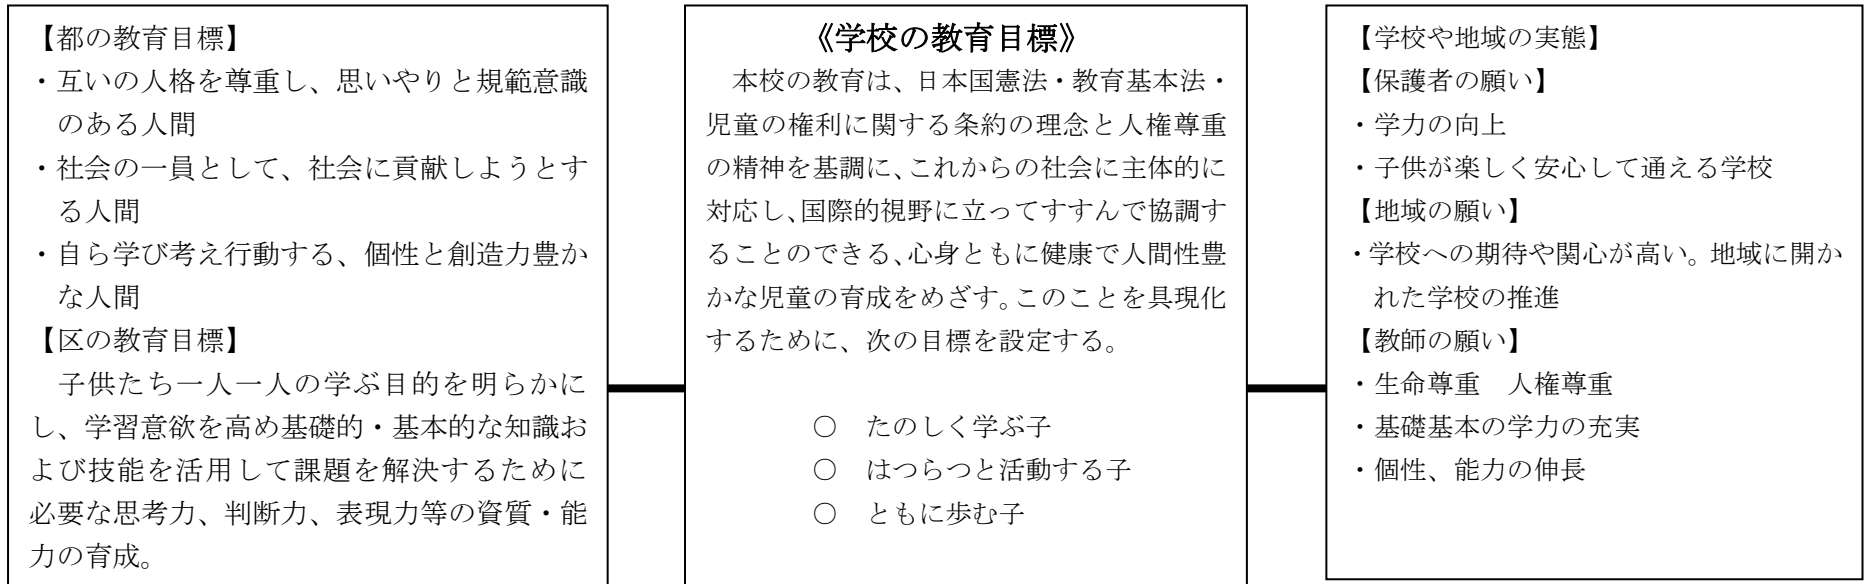 【都の教育目標】
・互いの人格を尊重し、思いやりと規範意識
のある人間
・社会の一員として、社会に貢献しようとす
る人間
・自ら学び考え行動する、個性と創造力豊か
な人間
【区の教育目標】
子供たち一人一人の学ぶ目的を明らかに
し、学習意欲を高め基礎的・基本的な知識お
よび技能を活用して課題を解決するために
必要な思考力、判断力、表現力等の資質・能
力の育成。
《学校の教育目標》
本校の教育は、日本国憲法・教育基本法・
児童の権利に関する条約の理念と人権尊重
の精神を基調に、これからの社会に主体的に
対応し、国際的視野に立ってすすんで協調す
ることのできる、心身ともに健康で人間性豊
かな児童の育成をめざす。このことを具現化
するために、次の目標を設定する。
○ たのしく学ぶ子
○ はつらつと活動する子
○ ともに歩む子
【学校や地域の実態】
【保護者の願い】
・学力の向上
・子供が楽しく安心して通える学校
【地域の願い】
・学校への期待や関心が高い。地域に開か
れた学校の推進
【教師の願い】
・生命尊重 人権尊重
・基礎基本の学力の充実
・個性、能力の伸長